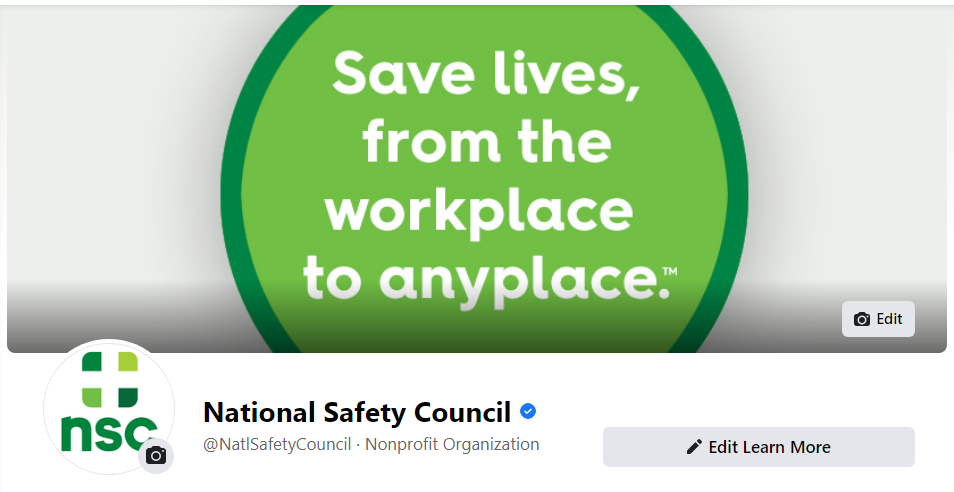 Save lives,
from the
workplace
to anyplace.™
Edit
nsc
National Safety Council
@NatlSafetyCouncil · Nonprofit Organization
Edit Learn More